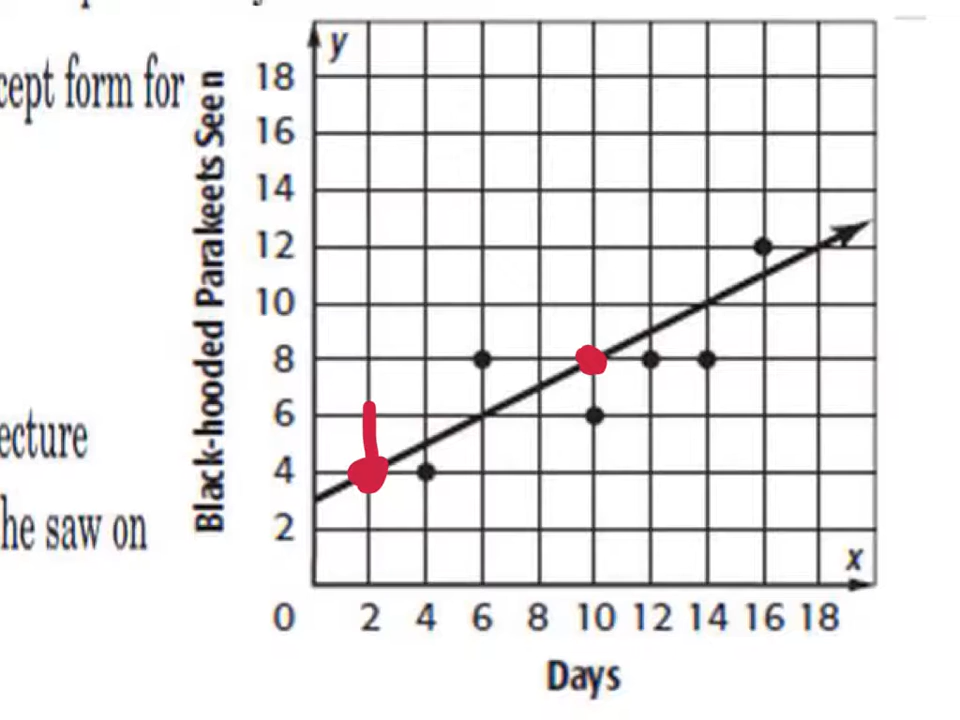 cept form for
ecture
he saw on
Black-hooded Parakeets Seen
y
18
16
14
12
10
8
6
4
2
0
2 4 6 8 10 12 14 16 18
x
Days